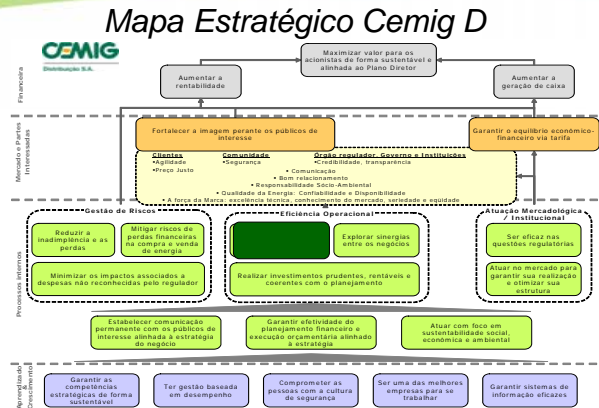 Mapa Estratégico Cemig D
CEMIG
Distribuição S.A.
Financeira
Maximizar valor para os
acionistas de forma sustentável e
alinhada ao Plano Diretor
Aumentar a
rentabilidade
Aumentar a
geração de caixa
Mercado e Partes
Interessadas
Fortalecer a imagem perante os públicos de
interesse
Garantir o equilíbrio econômico-
financeiro via tarifa
Clientes
•Agilidade
•Preço Justo
Comunidade
•Segurança
Órgão regulador, Governo e Instituições
•Credibilidade, transparência
• Comunicação
• Bom relacionamento
• Responsabilidade Sócio-Ambiental
• Qualidade da Energia: Confiabilidade e Disponibilidade
• A força da Marca: excelência técnica, conhecimento do mercado, seriedade e eqüidade
Processos Internos
Gestão de Riscos
Reduzir a
inadimplência e as
perdas
Mitigar riscos de
perdas financeiras
na compra e venda
de energia
Minimizar os impactos associados a
despesas não reconhecidas pelo regulador
Eficiência Operacional
Explorar sinergias
entre os negócios
Realizar investimentos prudentes, rentáveis e
coerentes com o planejamento
Atuação Mercadológica
/ Institucional
Ser eficaz nas
questões regulatórias
Atuar no mercado para
garantir sua realização
e otimizar sua
estrutura
Estabelecer comunicação
permanente com os públicos de
interesse alinhada à estratégia
do negócio
Garantir efetividade do
planejamento financeiro e
execução orçamentária alinhado
à estratégia
Atuar com foco em
sustentabilidade social,
econômica e ambiental
Aprendizado
e Crescimento
Garantir as
competências
estratégicas de forma
sustentável
Ter gestão baseada
em desempenho
Comprometer as
pessoas com a cultura
de segurança
Ser uma das melhores
empresas para se
trabalhar
Garantir sistemas de
informação eficazes